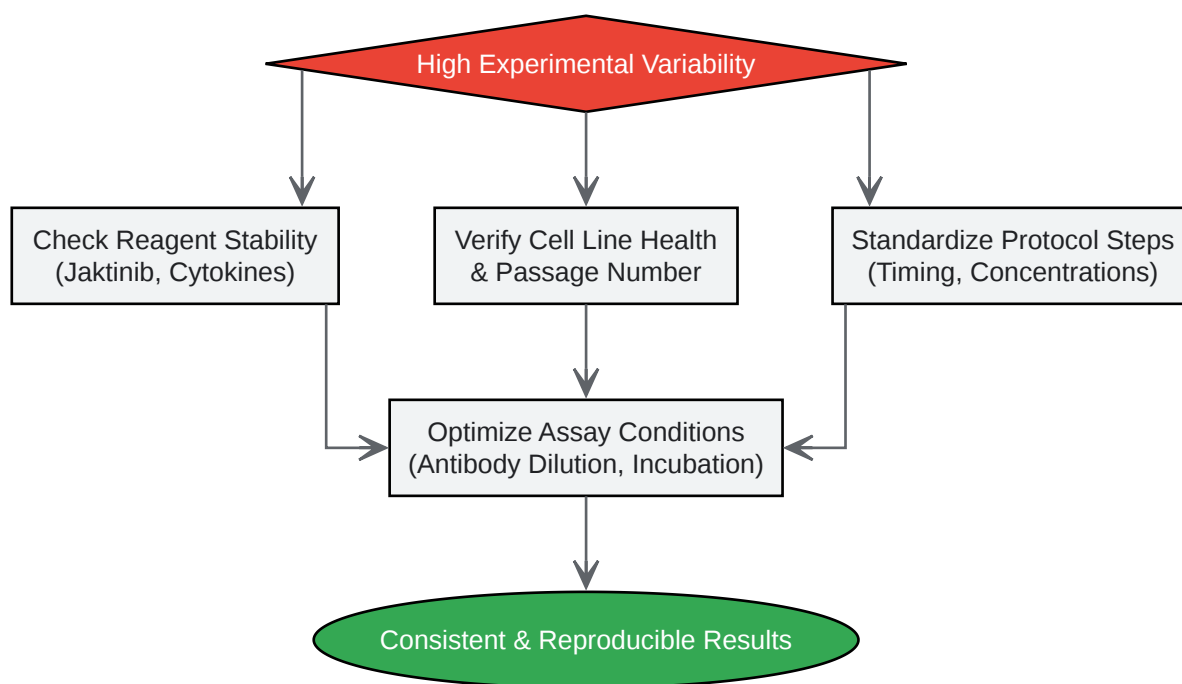 High Experimental Variability
Check Reagent Stability
(Jaktinib, Cytokines)
Verify Cell Line Health
& Passage Number
Standardize Protocol Steps
(Timing, Concentrations)
Optimize Assay Conditions
(Antibody Dilution, Incubation)
Consistent & Reproducible Results